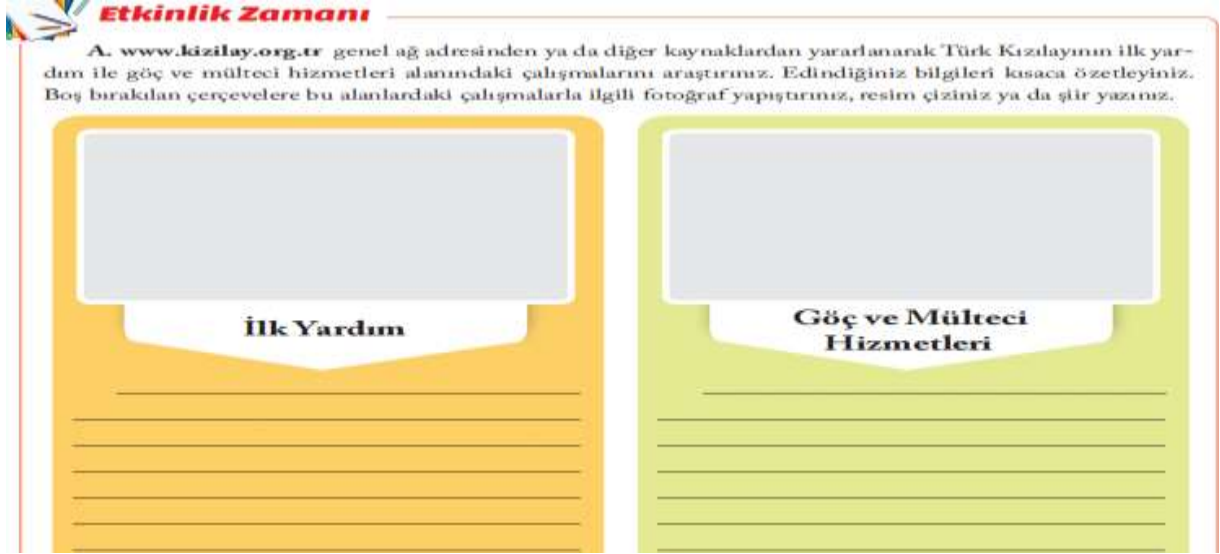 Etkinlik Zamanı
A. www.kizilay.org.tr genel ağ adresinden ya da diğer kaynaklardan yararlanarak Türk Kızılayının ilk yar-
dım ile göç ve mülteci hizmetleri alanındaki çalışmalarını araştırınız. Edindiğiniz bilgileri kısaca özetleyiniz.
Boş bırakılan çerçevelere bu alanlardaki çalışmalarla ilgili fotoğraf yapıştırınız, resim çiziniz ya da şiir yazınız.
İlk Yardım
Göç ve Mülteci
Hizmetleri